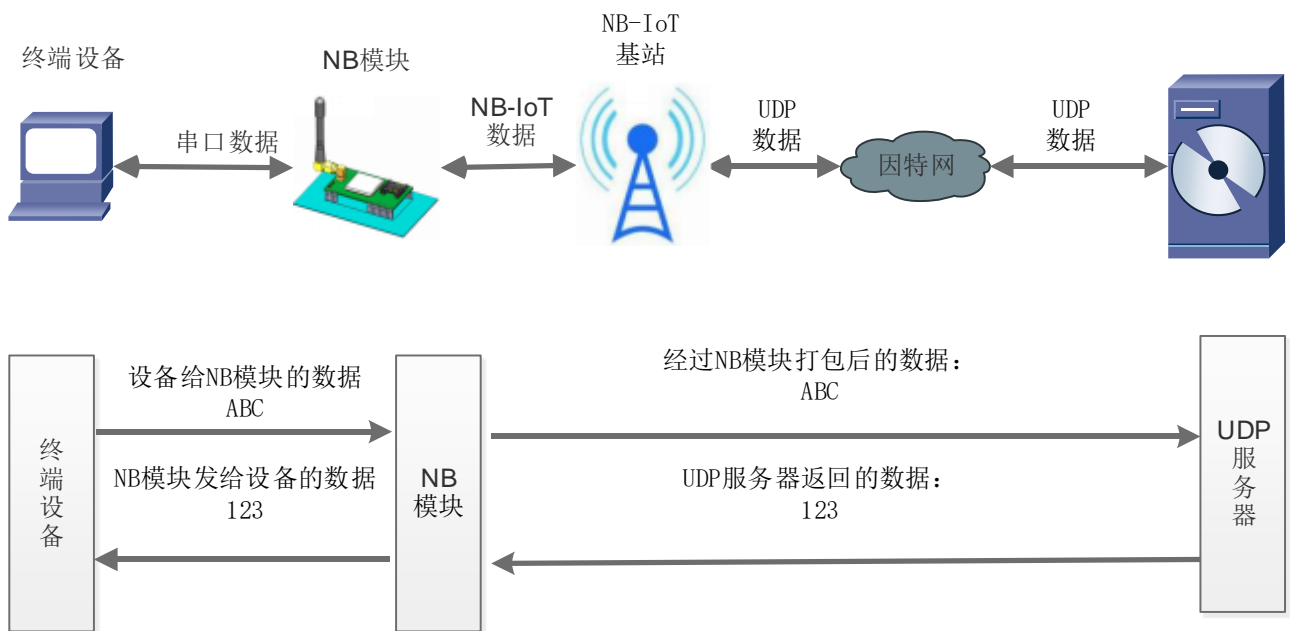 终端设备
NB模块
NB-IoT
基站
串口数据
NB-IoT
数据
UDP
数据
因特网
UDP
数据
设备给NB模块的数据
ABC
经过NB模块打包后的数据：
ABC
终端设备
NB模块发给设备的数据
123
NB
模块
UDP服务器返回的数据：
123
UDP
服务器